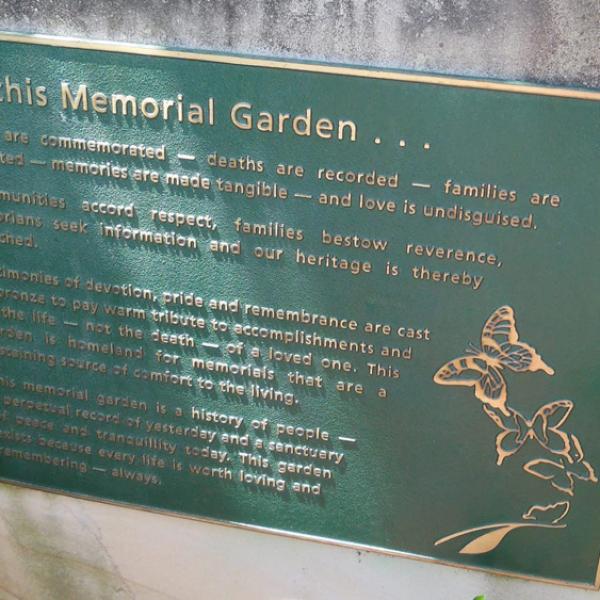 this Memorial Garden . . .
are commemorated — deaths are recorded — families are
ted — memories are made tangible — and love is undisguised.
munities accord respect, families bestow reverence,
orians seek information and our heritage is thereby
ched.
timonies of devotion, pride and remembrance are cast
bronze to pay warm tribute to accomplishments and
the life — not the death — of a loved one. This
rden is homeland for memorials that are a
staining source of comfort to the living.
his memorial garden is a history of people —
perpetual record of yesterday and a sanctuary
of peace and tranquillity today. This garden
exists because every life is worth loving and
remembering — always.